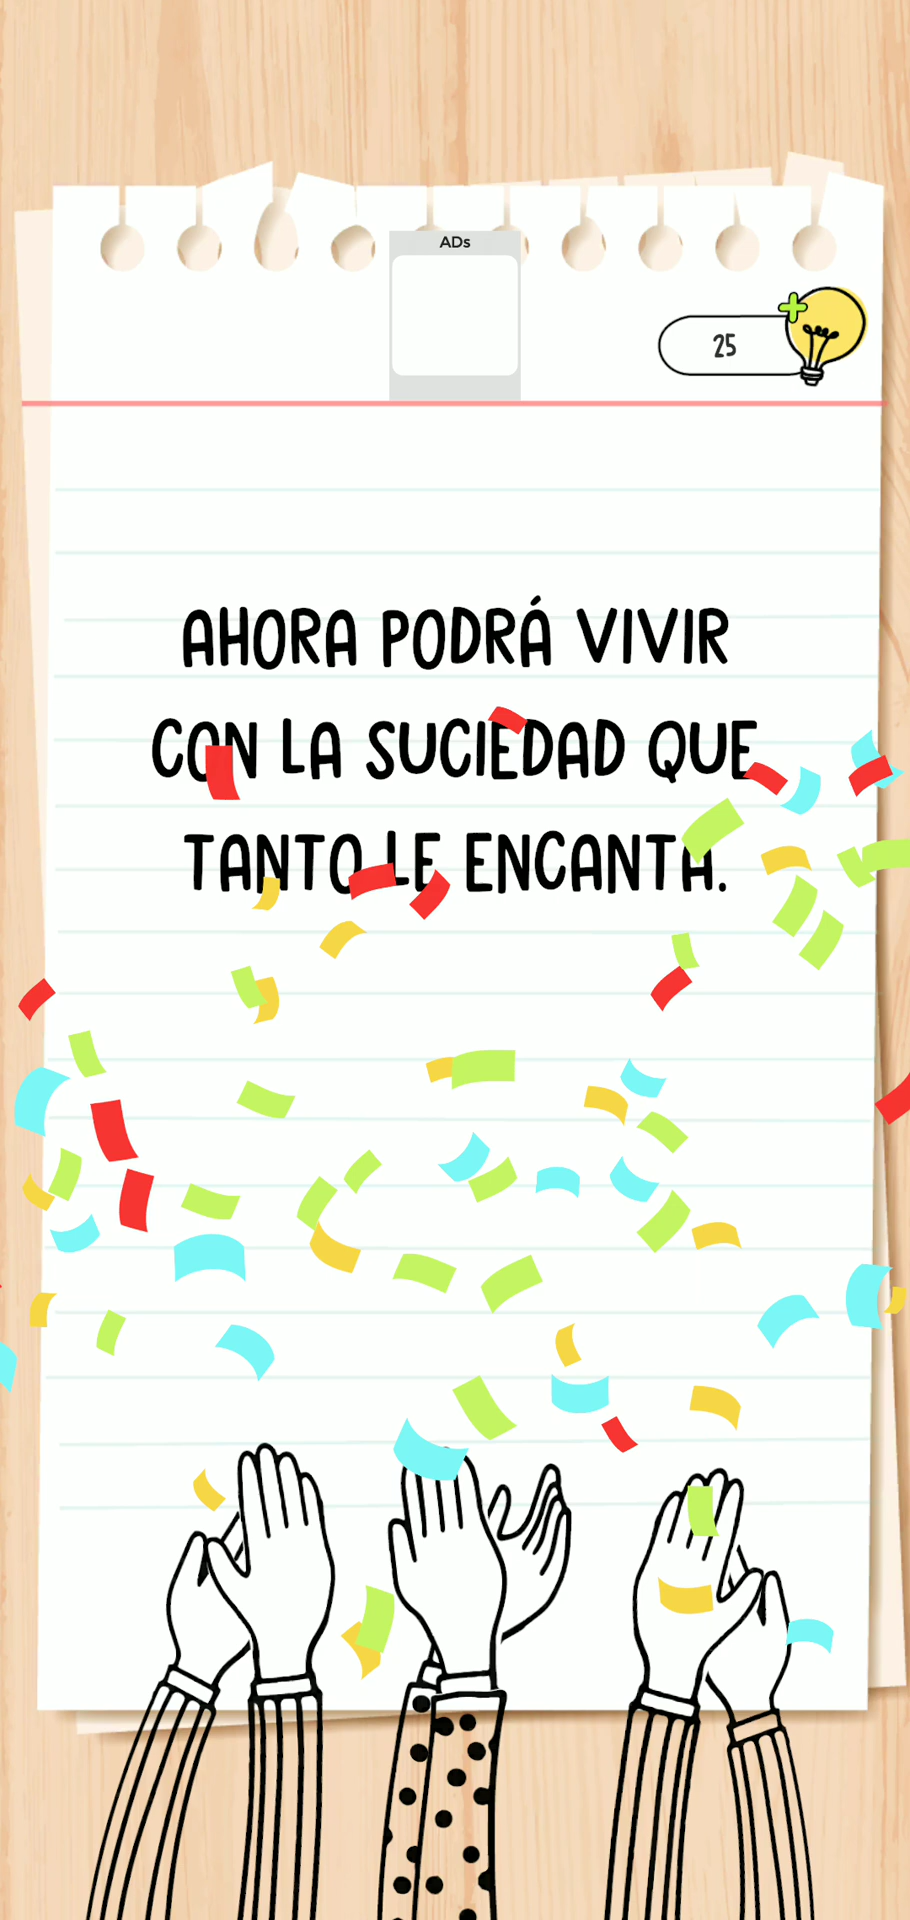 ADs
25
AHORA PODRÁ VIVIR
CON LA SUCIEDAD QUE
TANTO LE ENCANTA.